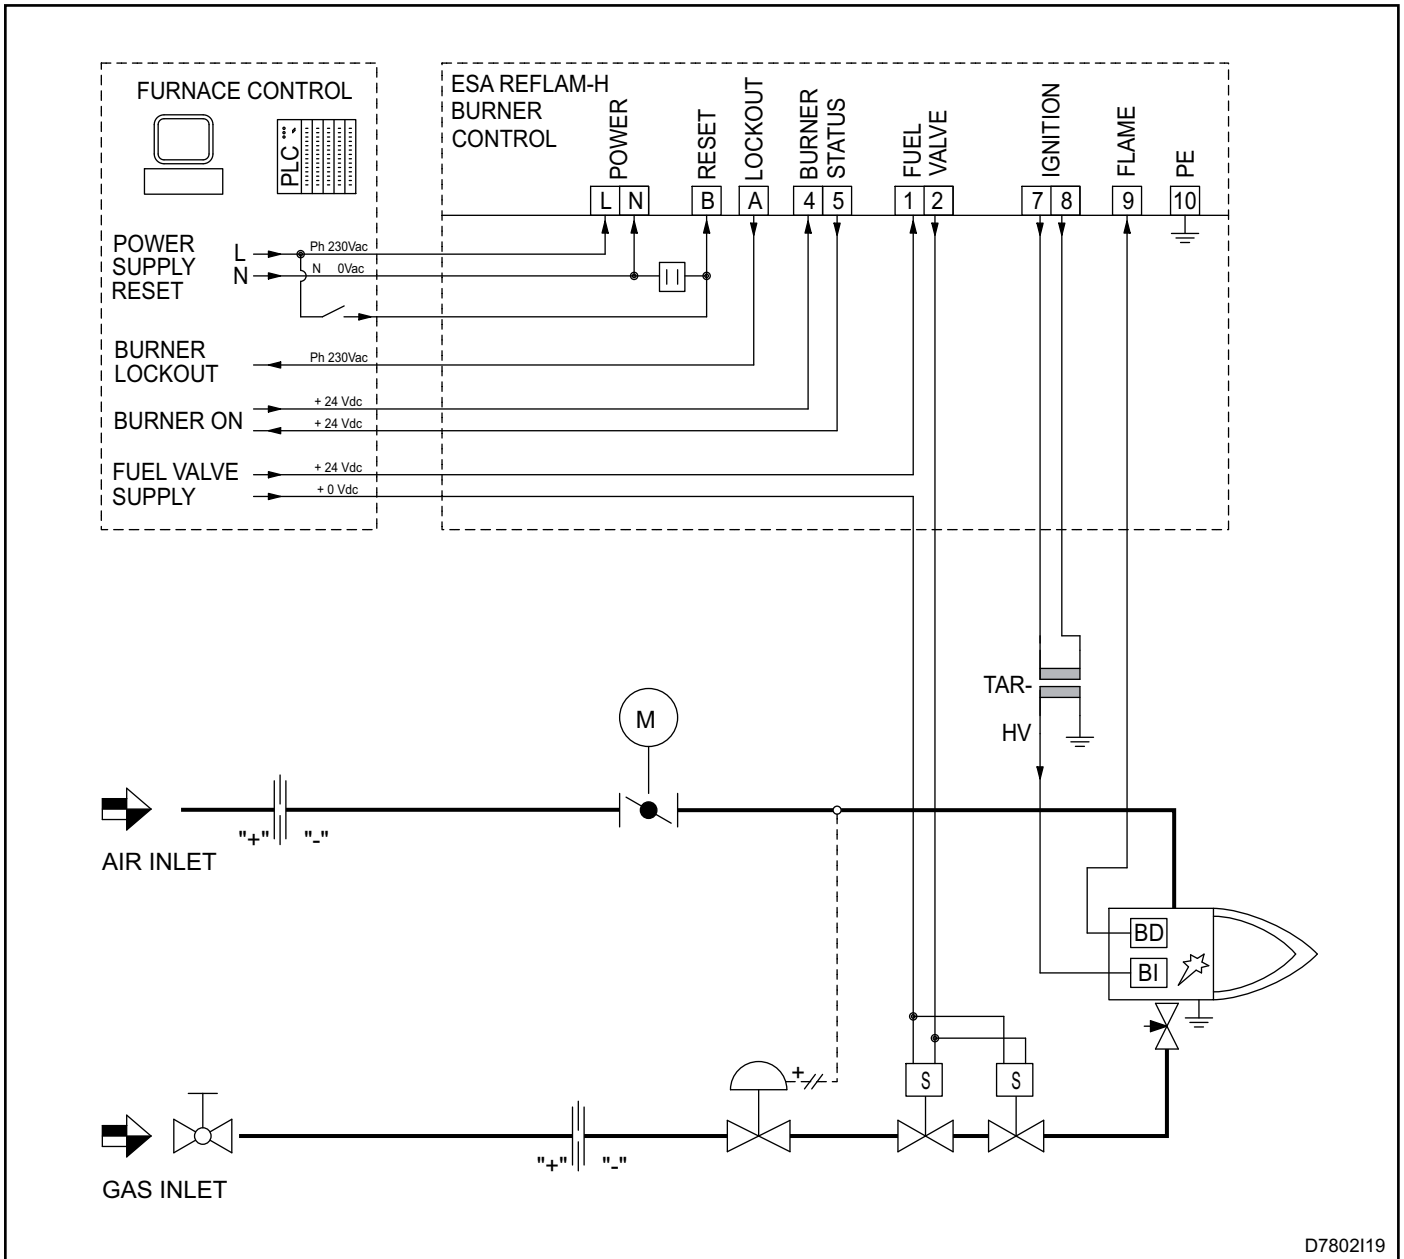 FURNACE CONTROL
PLC
ESA REFLAM-H
BURNER
CONTROL
POWER
RESET
LOCKOUT
BURNER
STATUS
FUEL
VALVE
IGNITION
FLAME
PE
L N B A 4 5 1 2 7 8 9 10
POWER
SUPPLY
RESET
L
Ph 230Vac
N
N 0Vac
BURNER
LOCKOUT
Ph 230Vac
BURNER ON
+ 24 Vdc
+ 24 Vdc
FUEL VALVE
SUPPLY
+ 24 Vdc
+ 0 Vdc
TAR-
HV
M
"+" "-"
AIR INLET
BD
BI
+
S
S
"+" "-"
GAS INLET
D7802I19